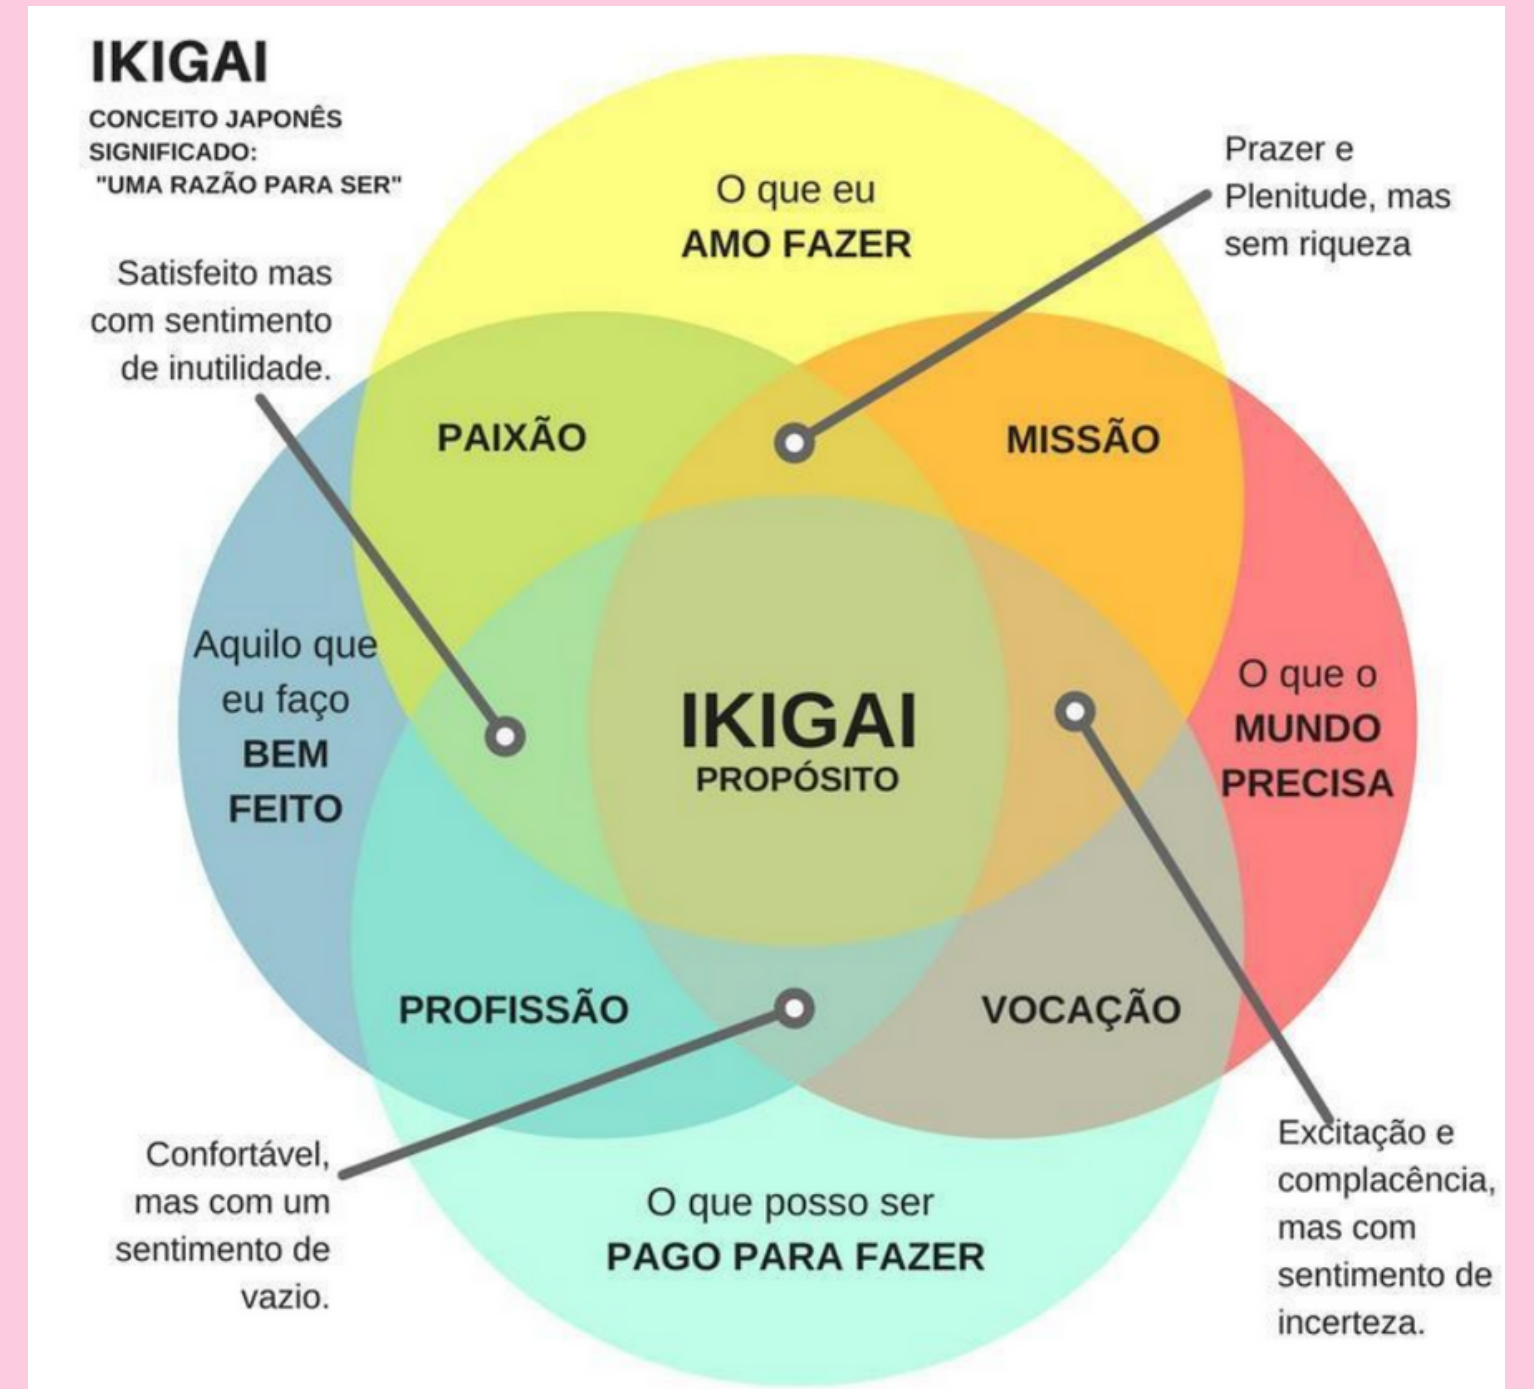 IKIGAI
CONCEITO JAPONÊS
SIGNIFICADO:
"UMA RAZÃO PARA SER"
Satisfeito mas
com sentimento
de inutilidade.
O que eu
AMO FAZER
Prazer e
Plenitude, mas
sem riqueza
PAIXÃO
MISSÃO
Aquilo que
eu faço
BEM
FEITO
IKIGAI
PROPÓSITO
O que o
MUNDO
PRECISA
PROFISSÃO
VOCAÇÃO
Confortável,
mas com um
sentimento de
vazio.
O que posso ser
PAGO PARA FAZER
Excitação e
complacência,
mas com
sentimento de
incerteza.